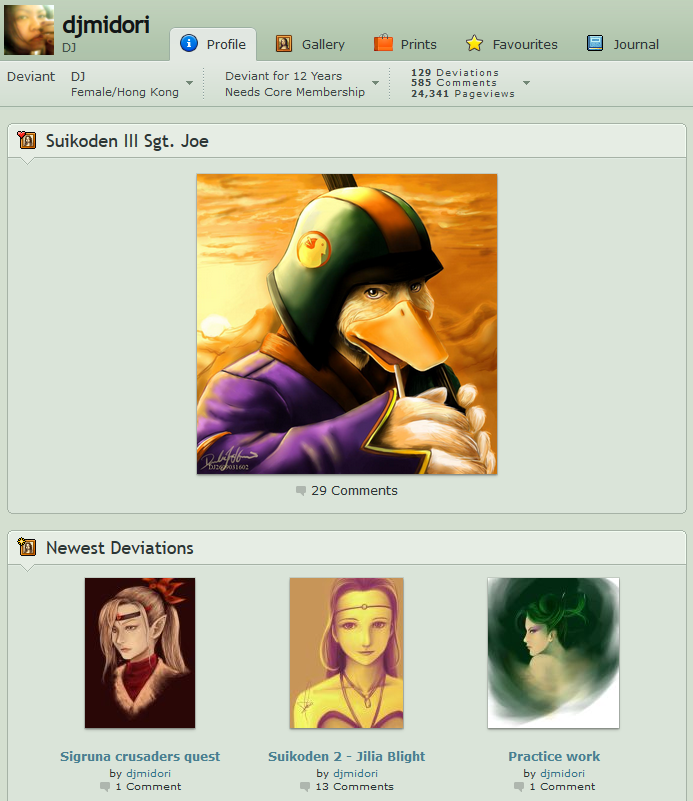 djmidori
DJ
Profile
Gallery
Prints
Favourites
Journal
Deviant
DJ
Female/Hong Kong
Deviant for 12 Years
Needs Core Membership
129 Deviations
585 Comments
24,341 Pageviews
Suikoden III Sgt. Joe
29 Comments
Newest Deviations
Sigruna crusaders quest
by djmidori
1 Comment
Suikoden 2 - Jilia Blight
by djmidori
13 Comments
Practice work
by djmidori
1 Comment